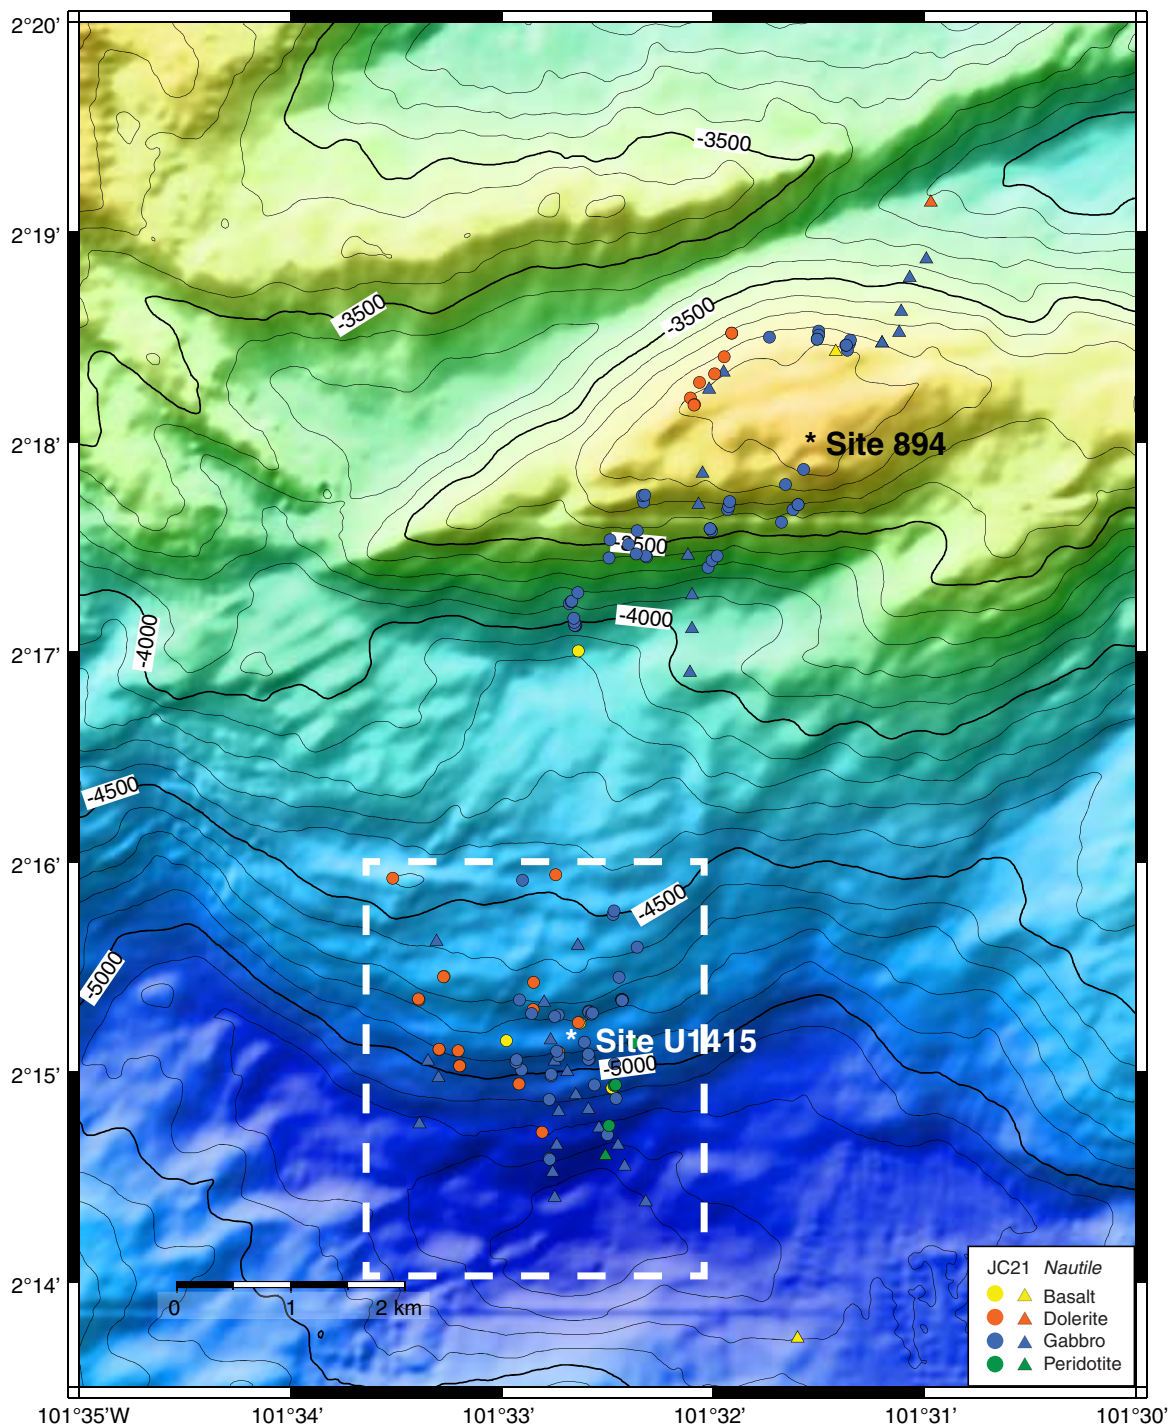 2°20'
-3500
2°19'
-3500
-3500
2°18'
* Site 894
-3500
-4000
-4000
2°17'
-4500
2°16'
-4500
-5000
* Site U1415
-5000
2°15'
2°14'
0 1 2 km
JC21 Nautile
Basalt
Dolerite
Gabbro
Peridotite
101°35'W 101°34' 101°33' 101°32' 101°31' 101°30'